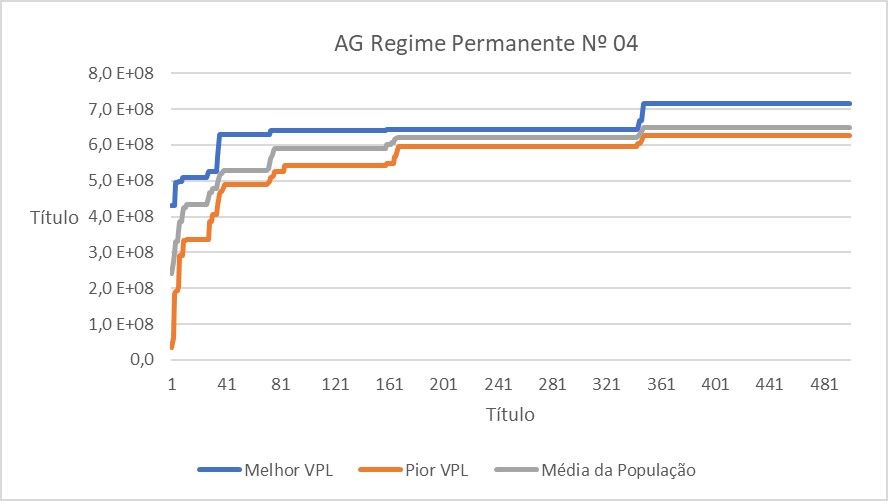 AG Regime Permanente Nº 04
8,0 E+08
7,0 E+08
6,0 E+08
5,0 E+08
4,0 E+08
3,0 E+08
2,0 E+08
1,0 E+08
0,0
Título
1 41 81 121 161 201 241 281 321 361 401 441 481
Título
Melhor VPL Pior VPL Média da População